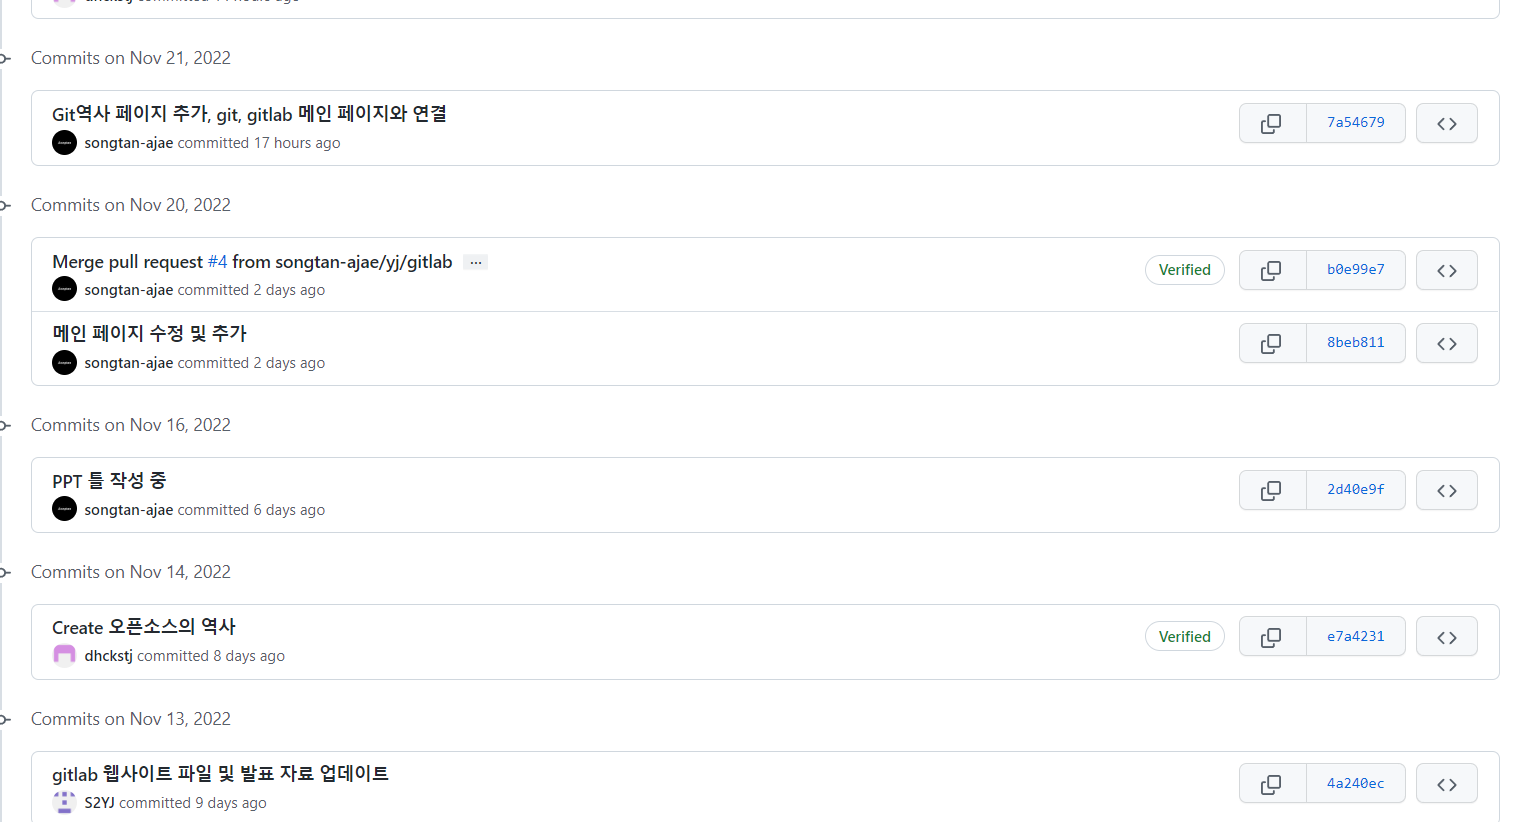 Commits on Nov 21, 2022
Git역사 페이지 추가, git, gitlab 메인 페이지와 연결
songtan-ajae committed 17 hours ago
7a54679
Commits on Nov 20, 2022
Merge pull request #4 from songtan-ajae/yj/gitlab ...
songtan-ajae committed 2 days ago
Verified
b0e99e7
메인 페이지 수정 및 추가
songtan-ajae committed 2 days ago
8beb811
Commits on Nov 16, 2022
PPT 틀 작성 중
songtan-ajae committed 6 days ago
2d40e9f
Commits on Nov 14, 2022
Create 오픈소스의 역사
dhckstj committed 8 days ago
Verified
e7a4231
Commits on Nov 13, 2022
gitlab 웹사이트 파일 및 발표 자료 업데이트
S2YJ committed 9 days ago
4a240ec